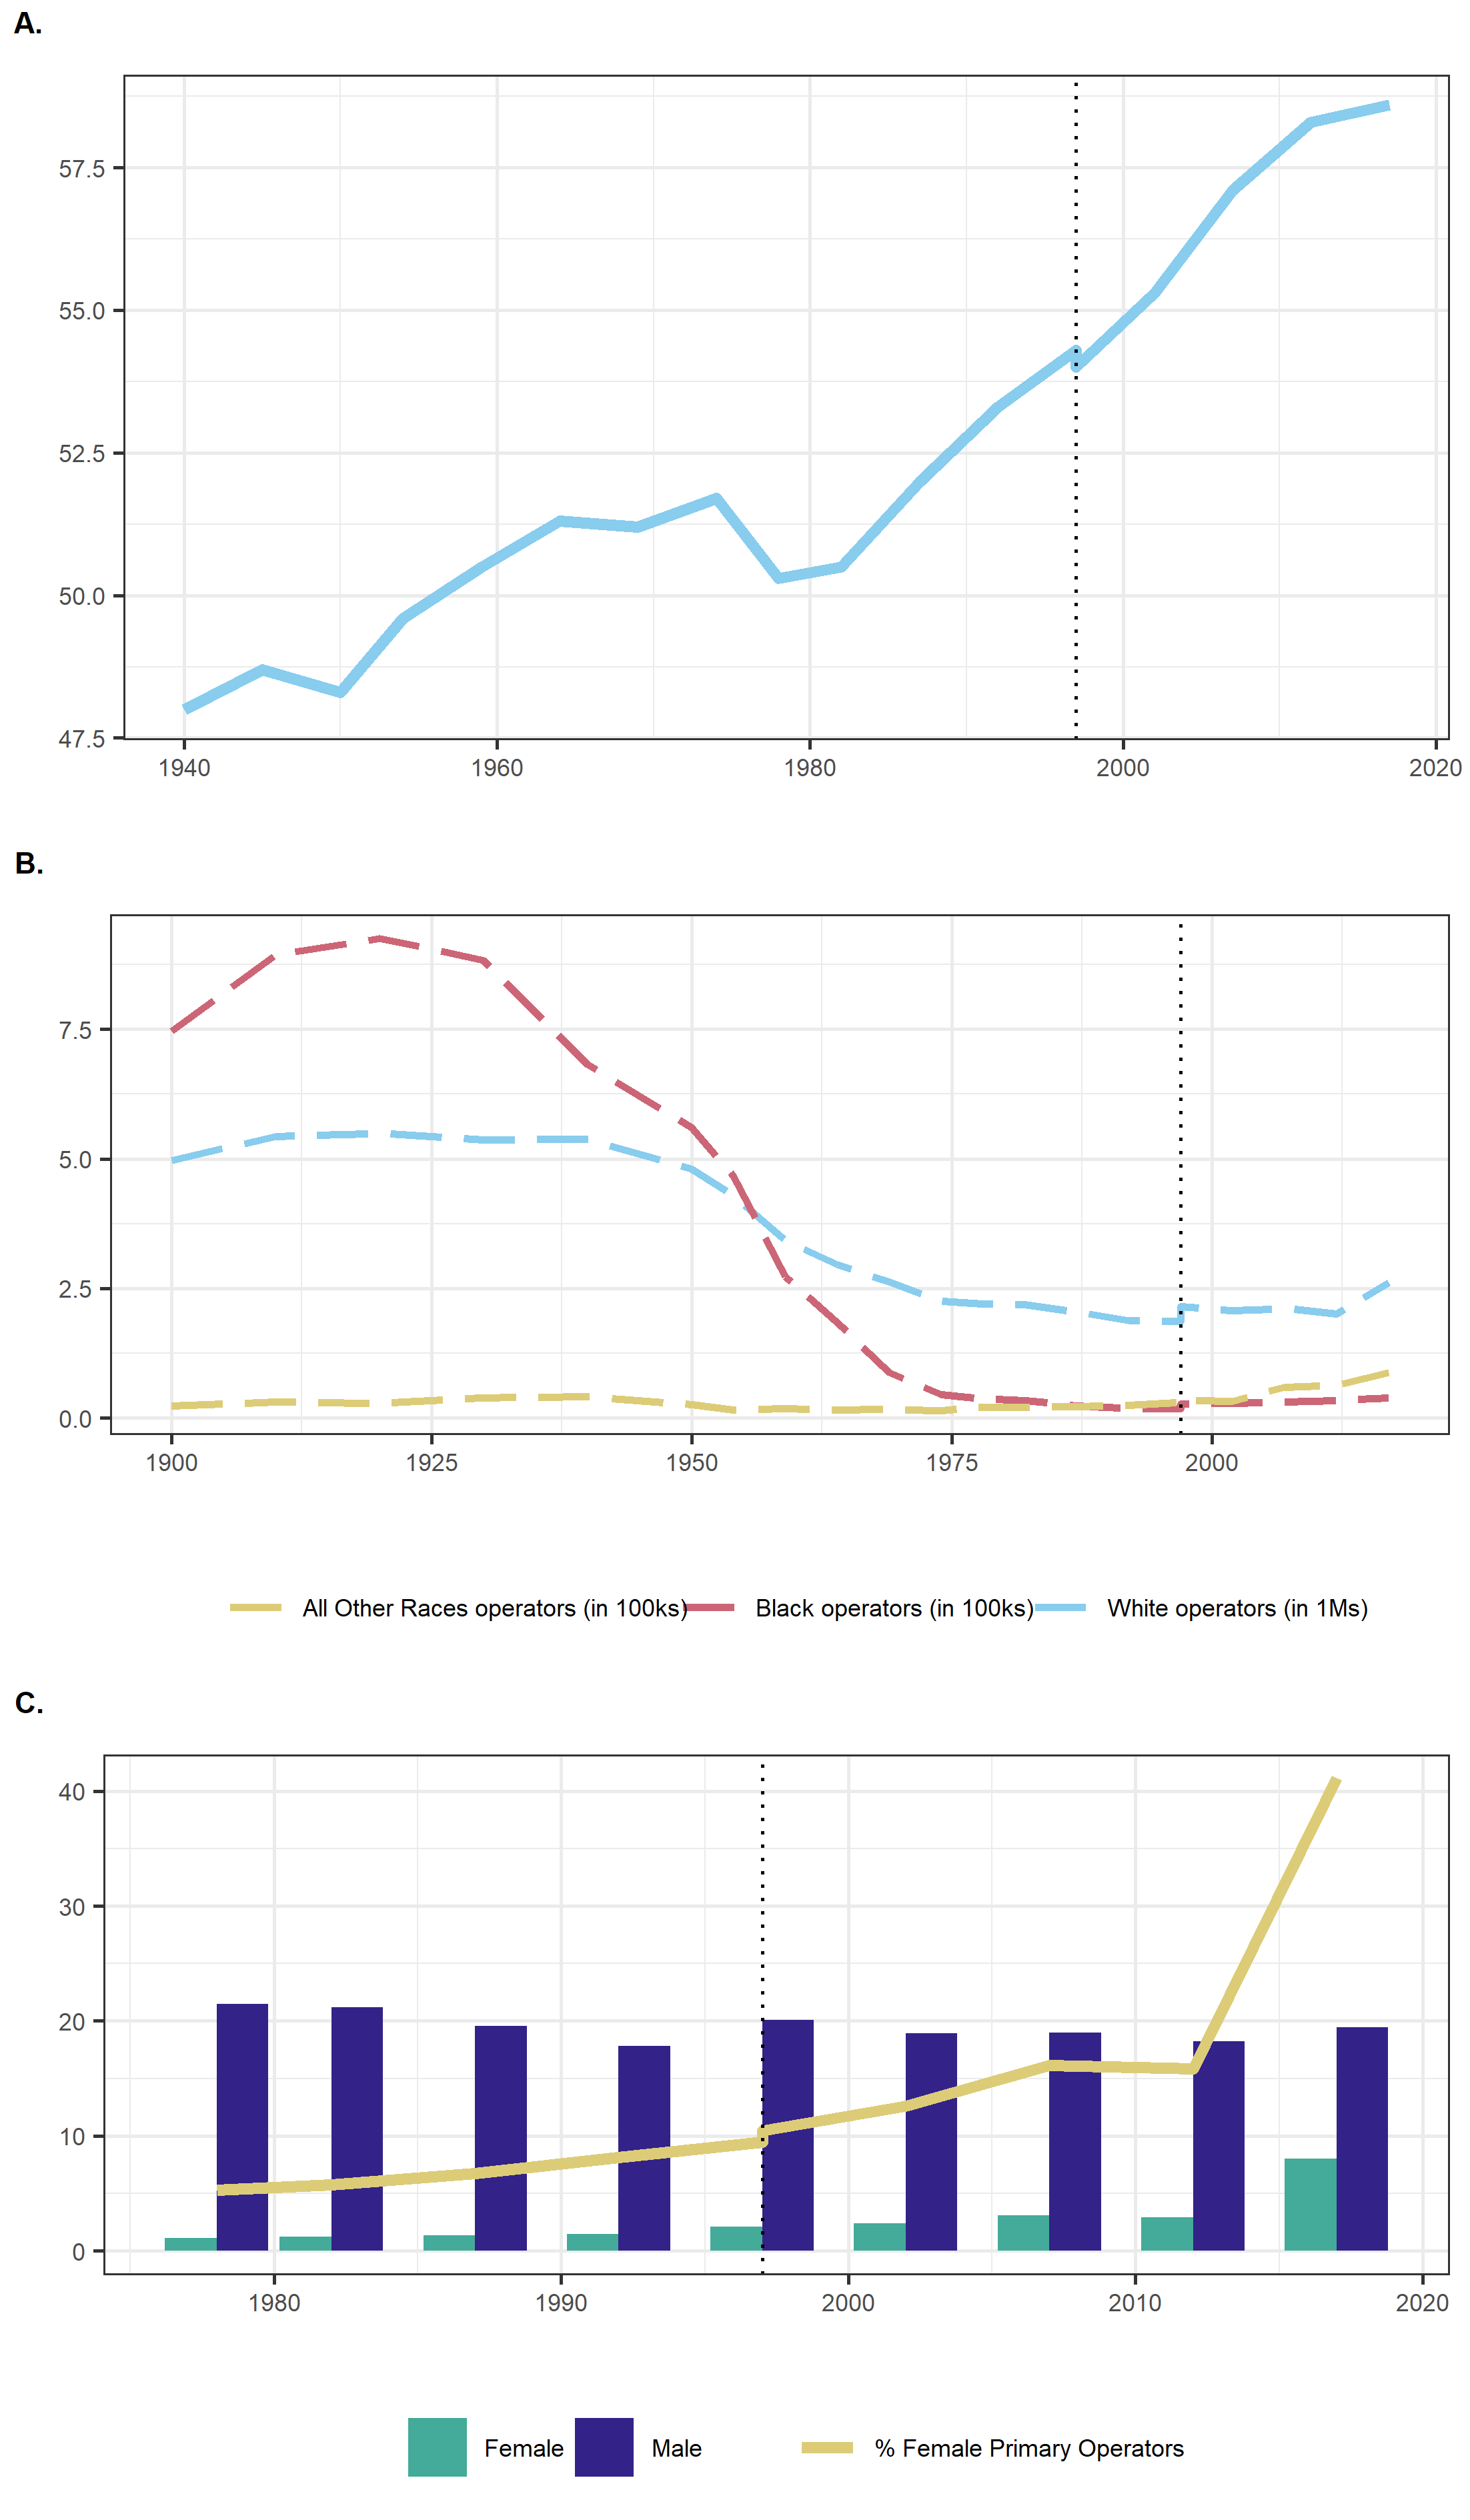 A.
57.5
55.0
52.5
50.0
47.5
1940 1960 1980 2000 2020
B.
7.5
5.0
2.5
0.0
1900 1925 1950 1975 2000
All Other Races operators (in 100ks) Black operators (in 100ks) White operators (in 1Ms)
C.
40
30
20
10
0
1980 1990 2000 2010 2020
Female Male % Female Primary Operators